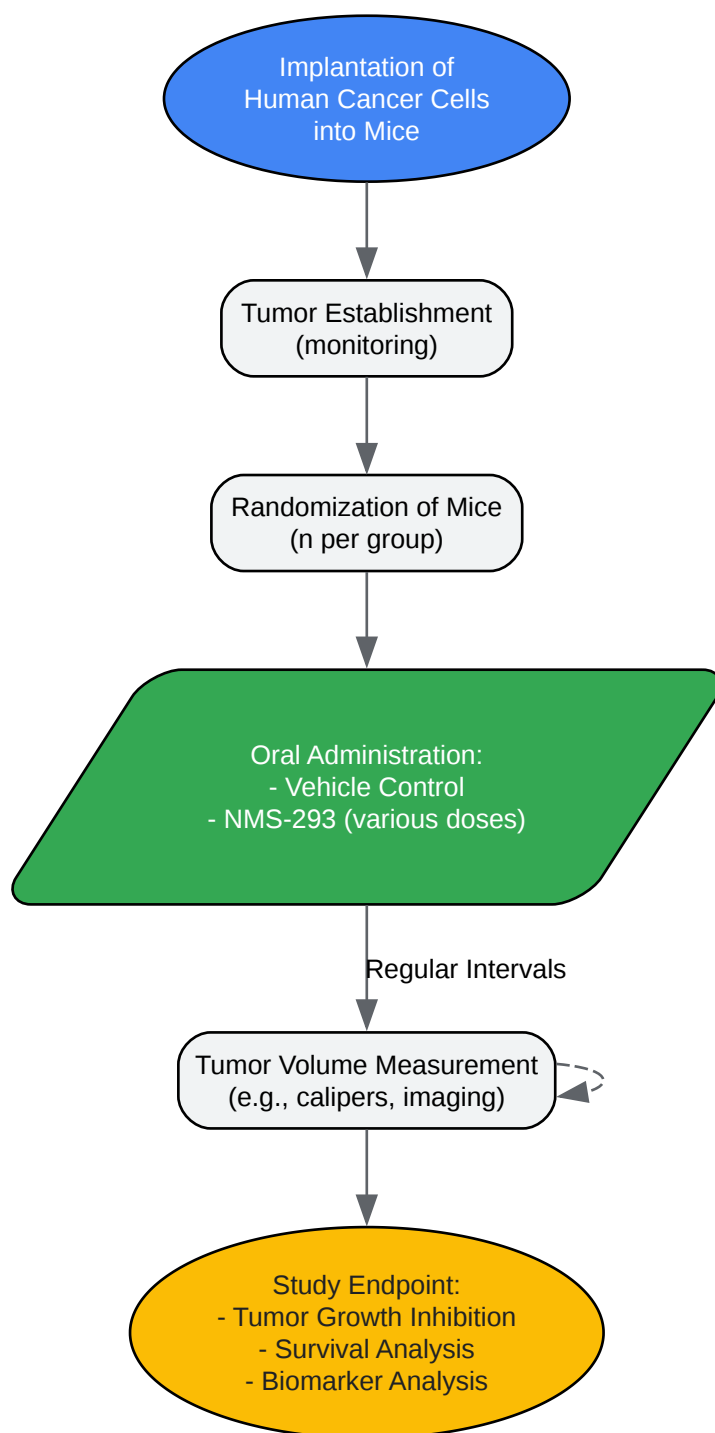 Implantation of
Human Cancer Cells
into Mice
Tumor Establishment
(monitoring)
Randomization of Mice
(n per group)
Oral Administration:
- Vehicle Control
- NMS-293 (various doses)
Regular Intervals
Tumor Volume Measurement
(e.g., calipers, imaging)
Study Endpoint:
- Tumor Growth Inhibition
- Survival Analysis
- Biomarker Analysis